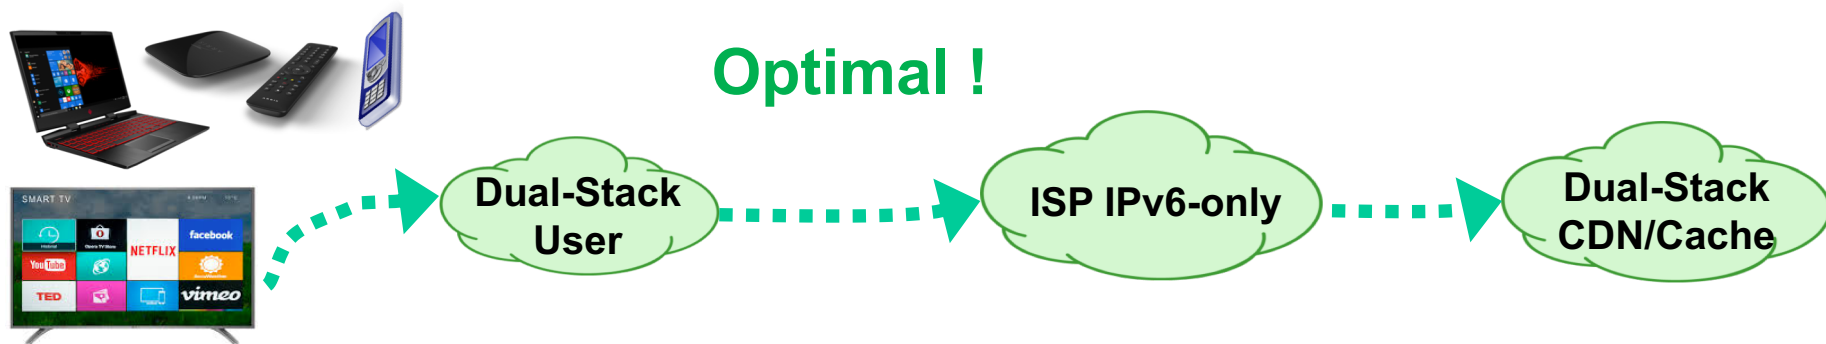 Optimal !
Dual-Stack
User
ISP IPv6-only
Dual-Stack
CDN/Cache
SMART TV
facebook
NETFLIX
YouTube
TED
vimeo